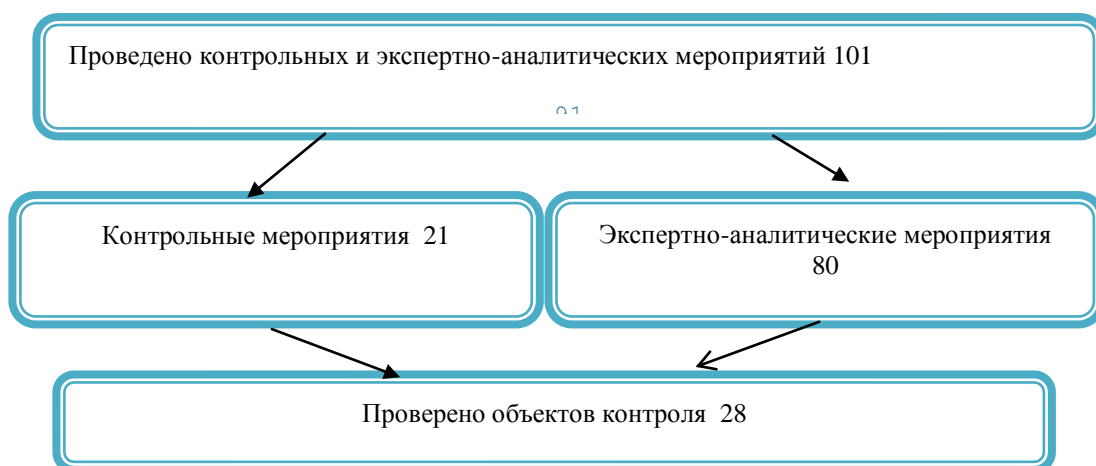 Проведено контрольных и экспертно-аналитических мероприятий 101
Контрольные мероприятия 21
Экспертно-аналитические мероприятия
80
Проверено объектов контроля 28